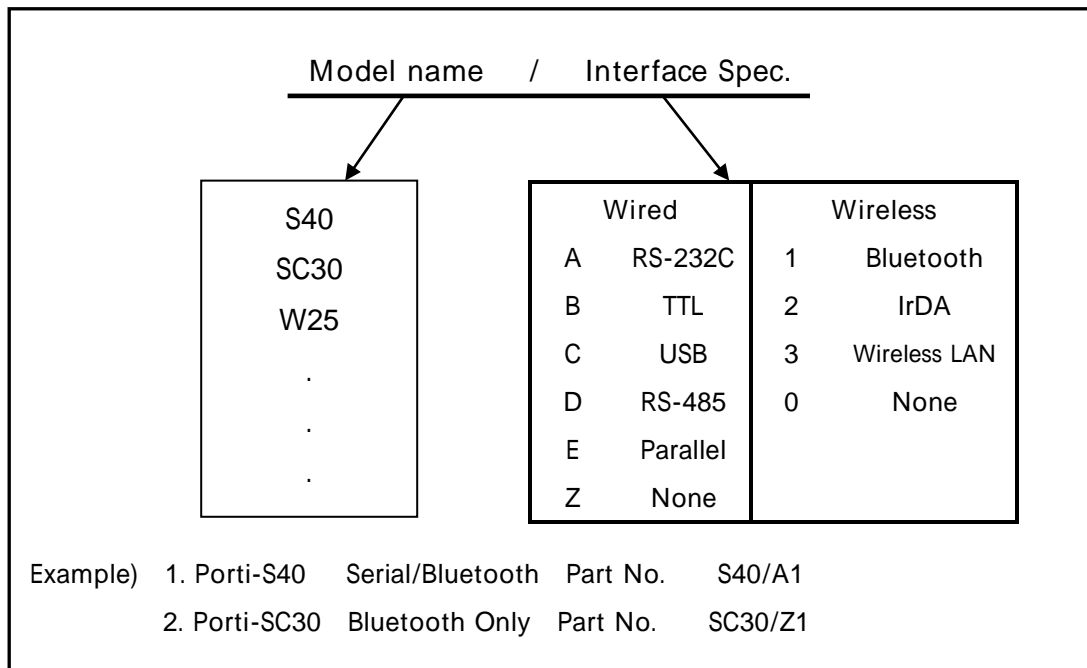 Model name / Interface Spec.
S40
SC30
W25
.
.
.
Wired Wireless
A RS-232C 1 Bluetooth
B TTL 2 IrDA
C USB 3 Wireless LAN
D RS-485 0 None
E Parallel
Z None
Example) 1. Porti-S40 Serial/Bluetooth Part No. S40/A1
2. Porti-SC30 Bluetooth Only Part No. SC30/Z1